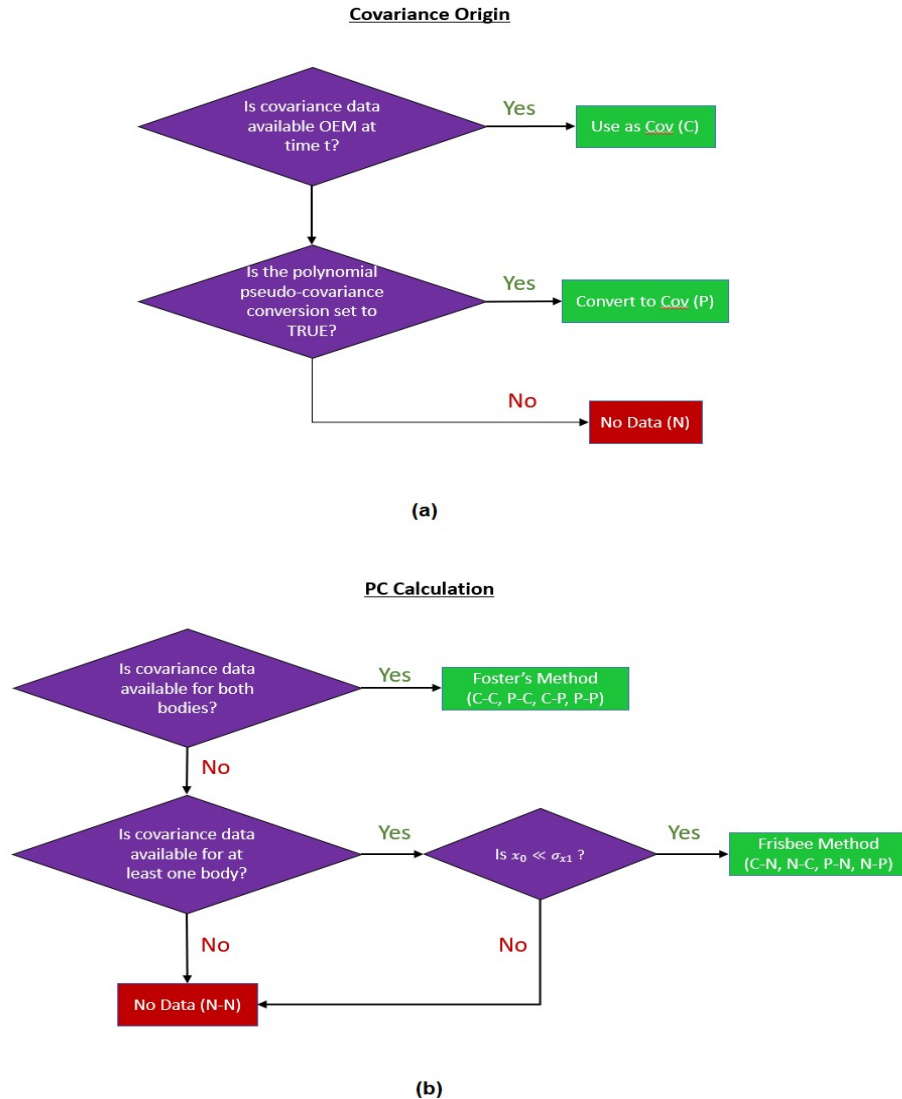 Covariance Origin
Is covariance data
available OEM at
time t?
Yes
Use as Cov (C)
Is the polynomial
pseudo-covariance
conversion set to
TRUE?
Yes
Convert to Cov (P)
No
No Data (N)
(a)
PC Calculation
Is covariance data
available for both
bodies?
Yes
Foster's Method
(C-C, P-C, C-P, P-P)
No
Is covariance data
available for at
least one body?
Yes
Is x₀ ≪ σₓ₁ ?
Yes
Frisbee Method
(C-N, N-C, P-N, N-P)
No
No
No Data (N-N)
(b)